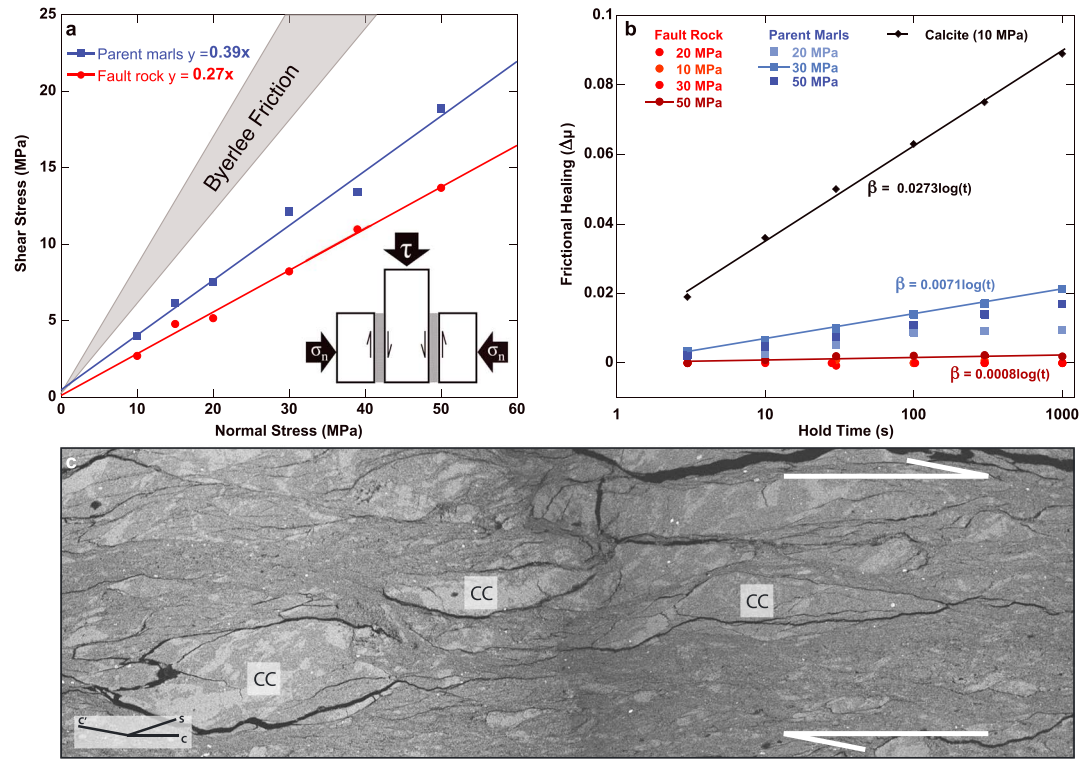 a
25
20
15
10
5
0
Shear Stress (MPa)
Parent marls y = 0.39x
Fault rock y = 0.27x
Byerlee Friction
τ
σn
σn
0
10
20
30
40
50
60
Normal Stress (MPa)
b
0.1
0.08
0.06
0.04
0.02
0
Frictional Healing (Δμ)
Fault Rock
20 MPa
10 MPa
30 MPa
50 MPa
Parent Marls
20 MPa
30 MPa
50 MPa
Calcite (10 MPa)
β = 0.0273log(t)
β = 0.0071log(t)
β = 0.0008log(t)
1
10
100
1000
Hold Time (s)
c
CC
CC
CC
c'
s
c